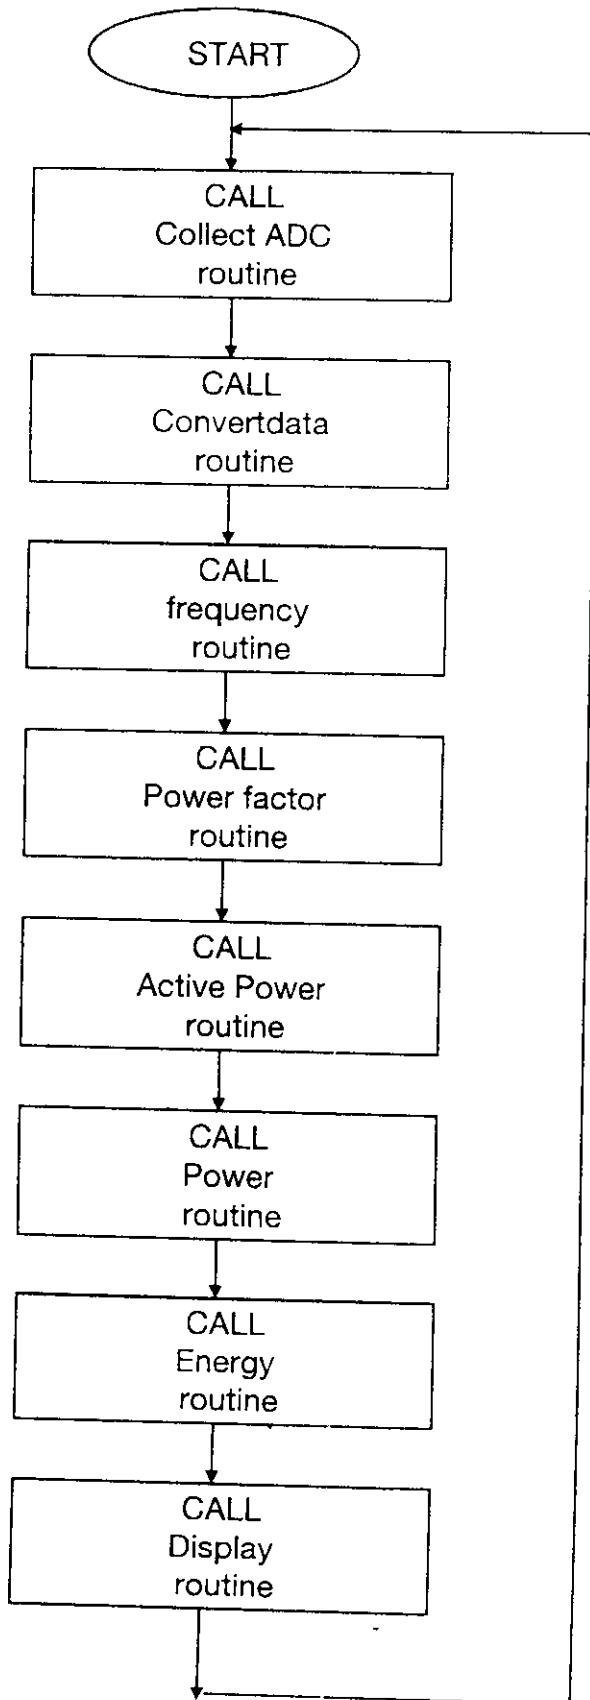 START
CALL
Collect ADC
routine
CALL
Convertdata
routine
CALL
frequency
routine
CALL
Power factor
routine
CALL
Active Power
routine
CALL
Power
routine
CALL
Energy
routine
CALL
Display
routine